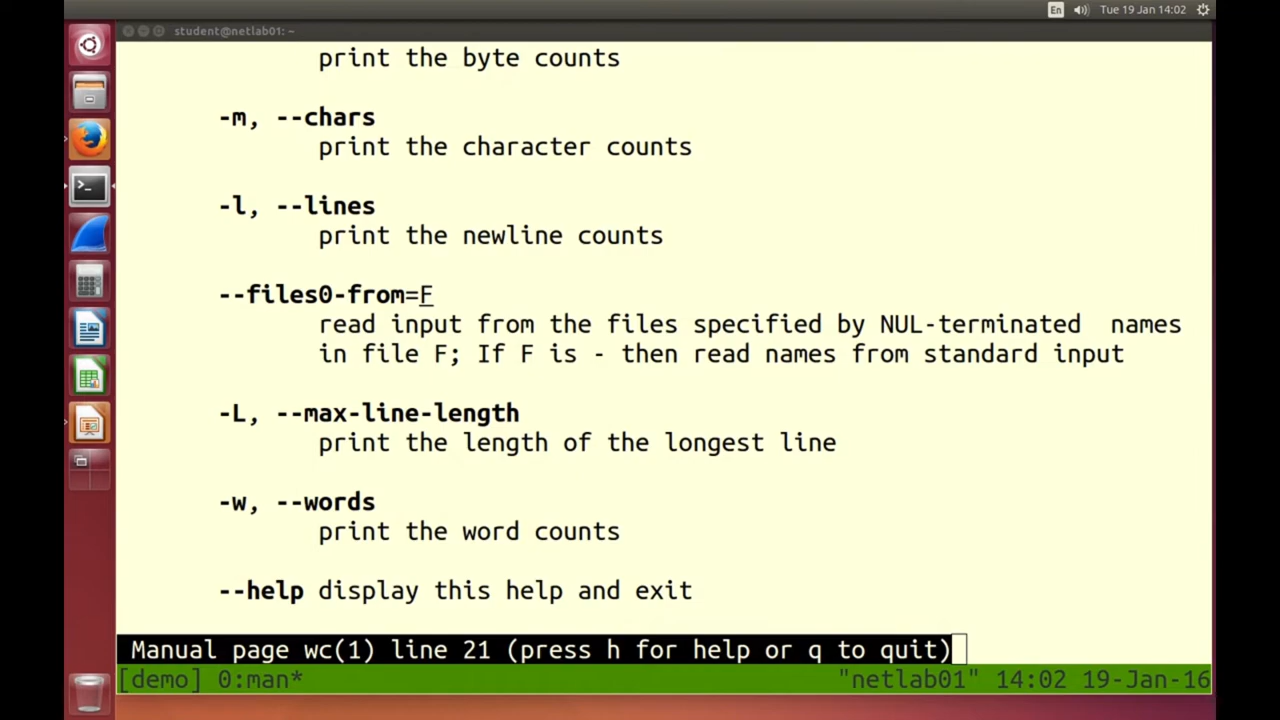 En Tue 19 Jan 14:02
student@netlab01: ~
print the byte counts
-m, --chars
print the character counts
-l, --lines
print the newline counts
--files0-from=F
read input from the files specified by NUL-terminated  names
in file F; If F is - then read names from standard input
-L, --max-line-length
print the length of the longest line
-w, --words
print the word counts
--help display this help and exit
Manual page wc(1) line 21 (press h for help or q to quit)
[demo] 0:man* "netlab01" 14:02 19-Jan-16